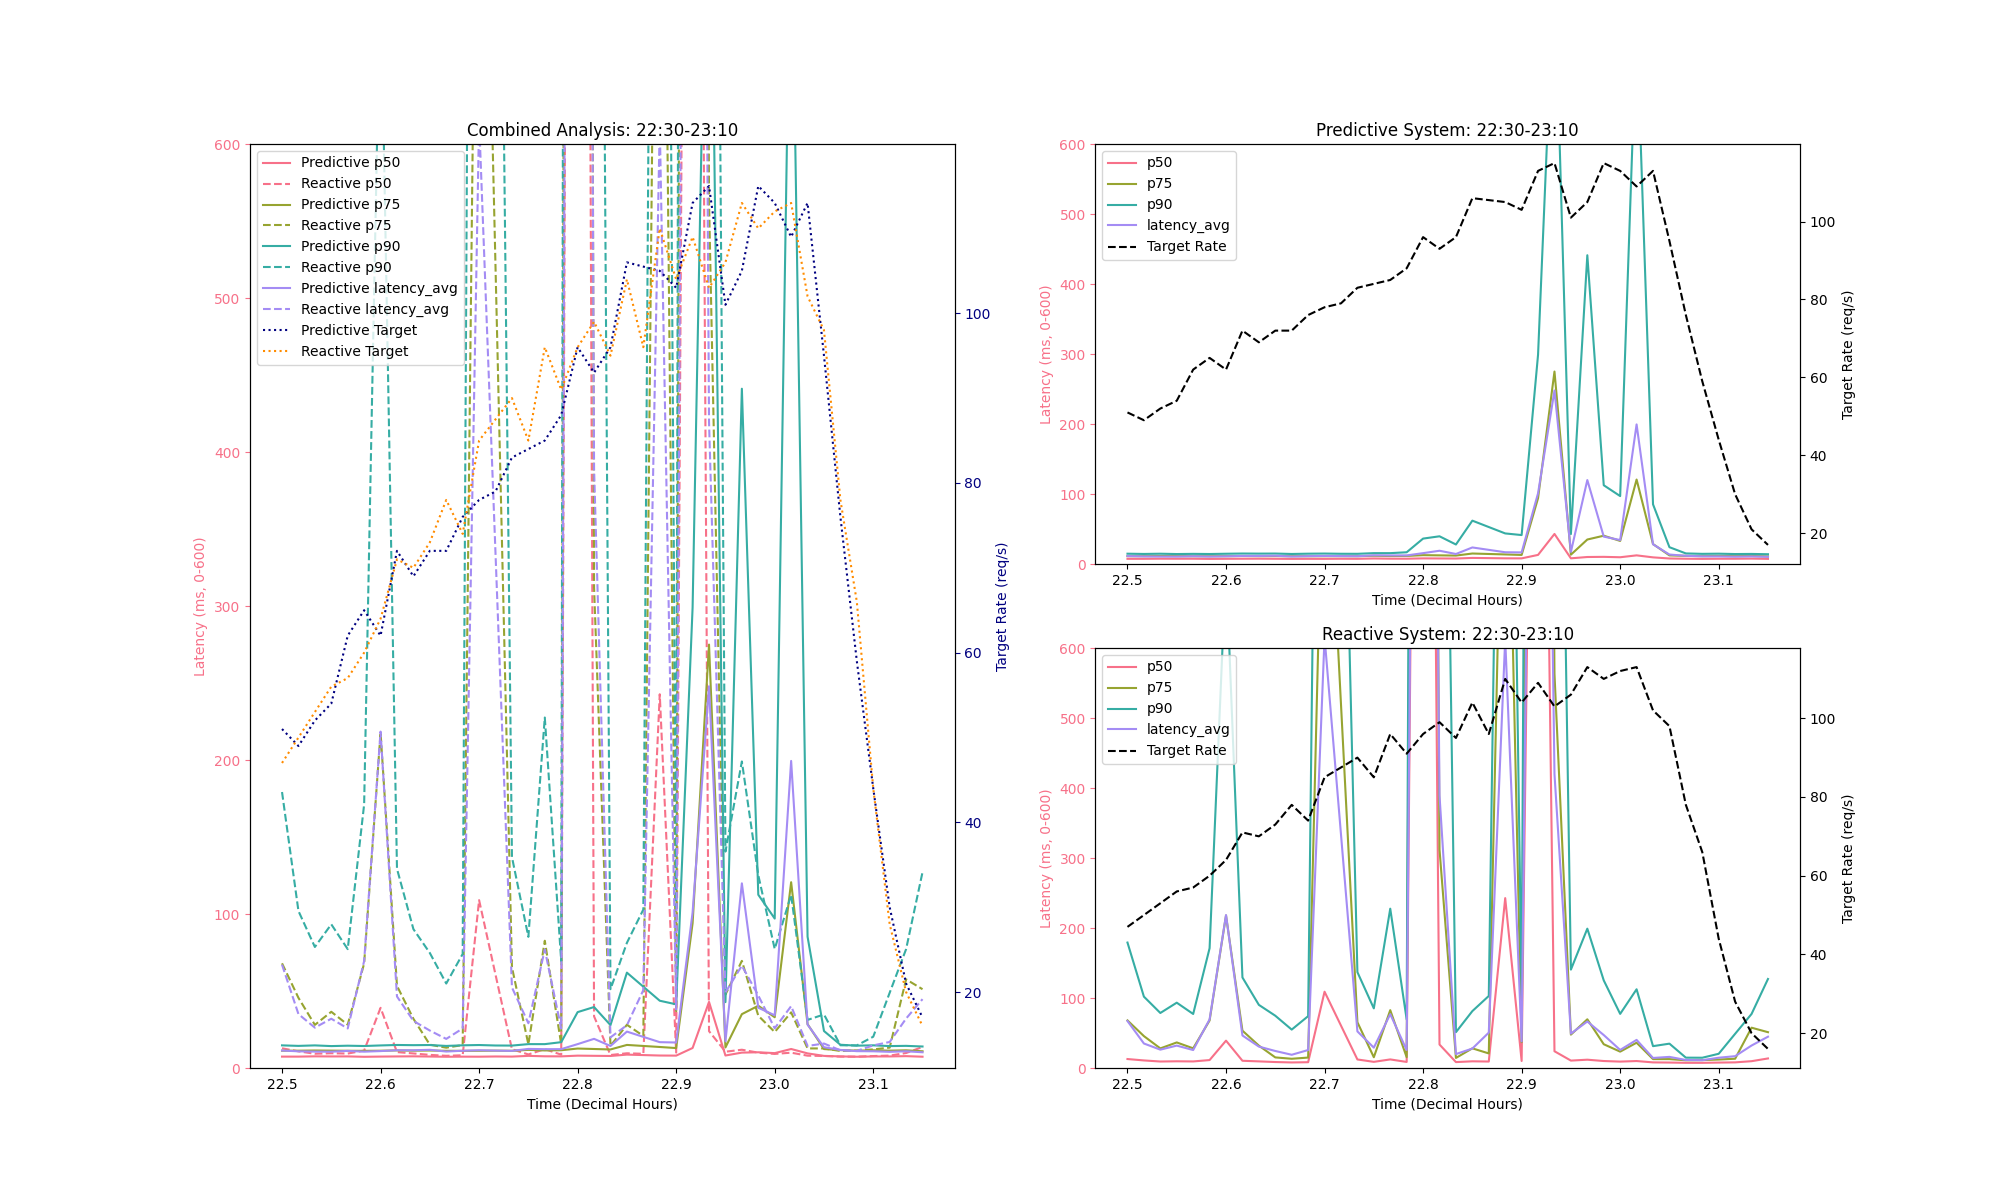 Combined Analysis: 22:30-23:10
Predictive p50
Reactive p50
Predictive p75
Reactive p75
Predictive p90
Reactive p90
Predictive latency_avg
Reactive latency_avg
Predictive Target
Reactive Target
600
500
400
300
200
100
0
Latency (ms, 0-600)
100
80
60
40
20
Target Rate (req/s)
22.5 22.6 22.7 22.8 22.9 23.0 23.1
Time (Decimal Hours)
Predictive System: 22:30-23:10
p50
p75
p90
latency_avg
Target Rate
600
500
400
300
200
100
0
Latency (ms, 0-600)
100
80
60
40
20
Target Rate (req/s)
22.5 22.6 22.7 22.8 22.9 23.0 23.1
Time (Decimal Hours)
Reactive System: 22:30-23:10
p50
p75
p90
latency_avg
Target Rate
600
500
400
300
200
100
0
Latency (ms, 0-600)
100
80
60
40
20
Target Rate (req/s)
22.5 22.6 22.7 22.8 22.9 23.0 23.1
Time (Decimal Hours)